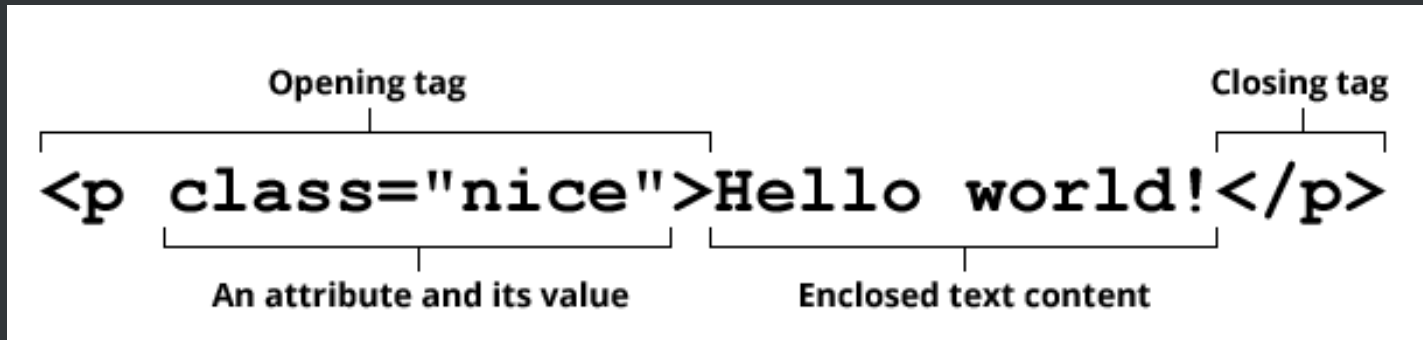 Opening tag Closing tag
<p class="nice">Hello world!</p>
An attribute and its value Enclosed text content